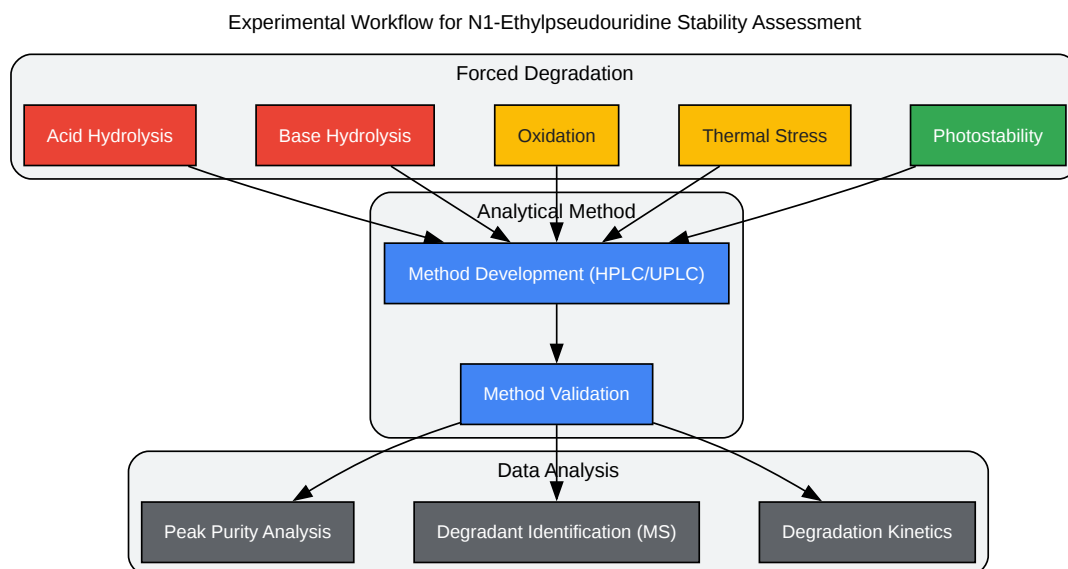 Experimental Workflow for N1-Ethylpseudouridine Stability Assessment
Forced Degradation
Acid Hydrolysis
Base Hydrolysis
Oxidation
Thermal Stress
Photostability
Analytical Method
Method Development (HPLC/UPLC)
Method Validation
Data Analysis
Peak Purity Analysis
Degradant Identification (MS)
Degradation Kinetics